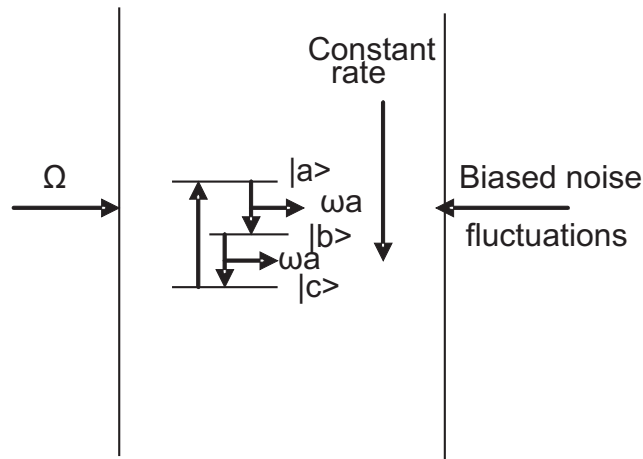 Constant
rate
Ω
|a>
ωa
Biased noise
|b>
fluctuations
ωa
|c>